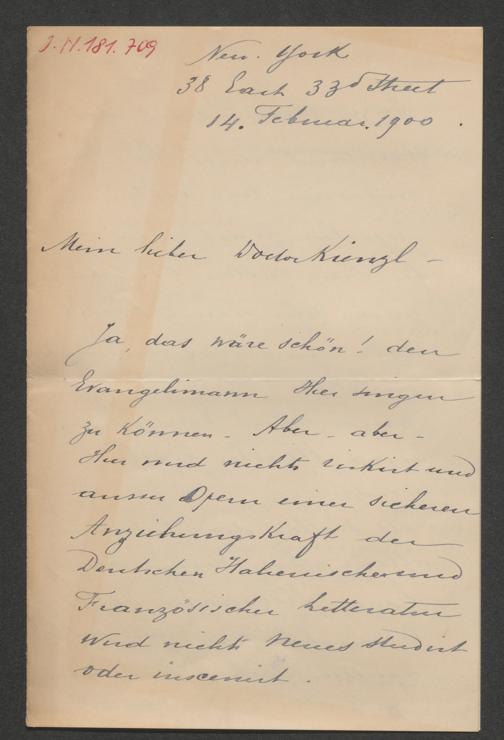 J.N.181.709
New-York
38 East 33d Street
14. Februar. 1900.
Mein lieber Doctor Kienzl -
Ja, das wäre schön! den
Evangelimann hier singen
zu können - Aber - aber -
Hier wird nichts riskirt und
ausser Opern einer sicheren
Anziehungskraft der
Deutschen Italienischen und
Französischer Litteratur
wird nichts neues studirt
oder inscenirt.